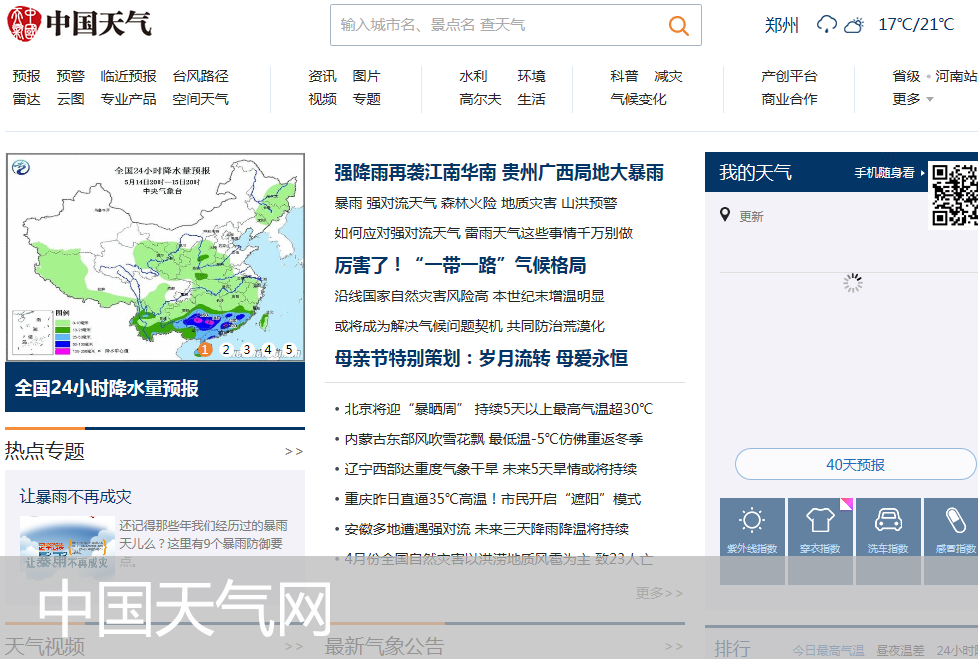 中国天气
输入城市名、景点名 查天气
郑州 17℃/21℃
预报 预警 临近预报 台风路径
雷达 云图 专业产品 空间天气
资讯 图片
视频 专题
水利 环境
高尔夫 生活
科普 减灾
气候变化
产创平台
商业合作
省级 河南站
更多
全国24小时降水量预报
5月14日20时—15日20时
中央气象台
图例
1 2 3 4 5
全国24小时降水量预报
热点专题 >>
让暴雨不再成灾
还记得那些年我们经历过的暴雨
天儿么？这里有9个暴雨防御要
点。
让暴雨不再成灾
强降雨再袭江南华南 贵州广西局地大暴雨
暴雨 强对流天气 森林火险 地质灾害 山洪预警
如何应对强对流天气 雷雨天气这些事情千万别做
厉害了！“一带一路”气候格局
沿线国家自然灾害风险高 本世纪末增温明显
或将成为解决气候问题契机 共同防治荒漠化
母亲节特别策划：岁月流转 母爱永恒
• 北京将迎“暴晒周” 持续5天以上最高气温超30℃
• 内蒙古东部风吹雪花飘 最低温-5℃仿佛重返冬季
• 辽宁西部达重度气象干旱 未来5天旱情或将持续
• 重庆昨日直逼35℃高温！市民开启“遮阳”模式
• 安徽多地遭遇强对流 未来三天降雨降温将持续
• 4月份全国自然灾害以洪涝地质风雹为主 致23人亡
更多>>
我的天气 手机随身看
更新
40天预报
紫外线指数 穿衣指数 洗车指数 感冒指数
中国天气网
天气视频 >>
最新气象公告 >>
排行 今日最高气温 昼夜温差 24小时